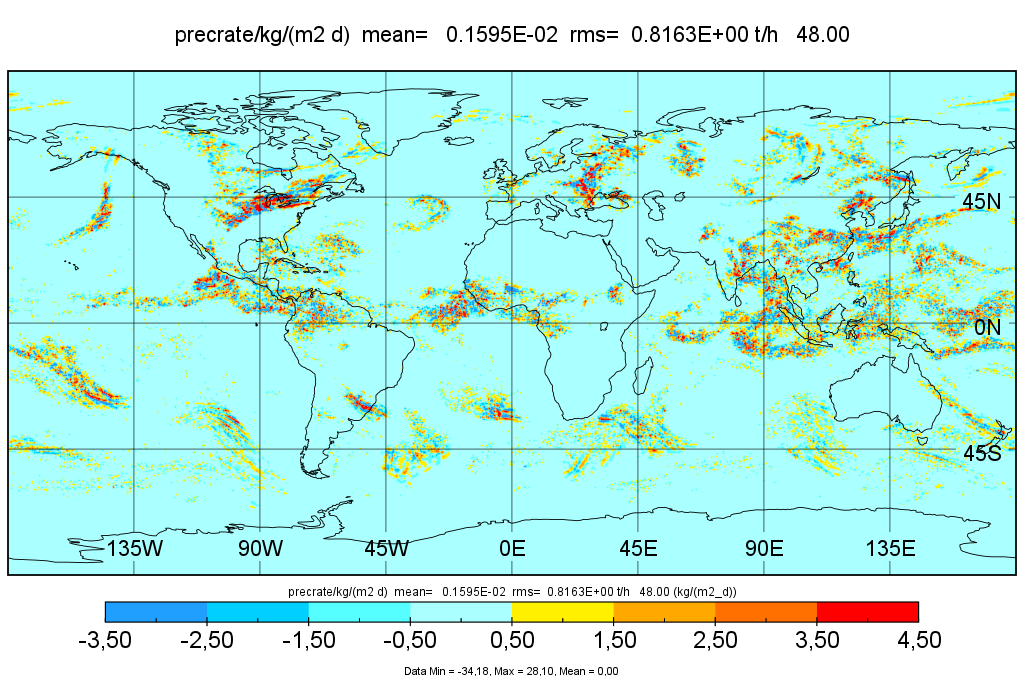 precrate/kg/(m2 d) mean= 0.1595E-02 rms= 0.8163E+00 t/h 48.00
45N
0N
45S
135W 90W 45W 0E 45E 90E 135E
precrate/kg/(m2 d) mean= 0.1595E-02 rms= 0.8163E+00 t/h 48.00 (kg/(m2_d))
-3,50 -2,50 -1,50 -0,50 0,50 1,50 2,50 3,50 4,50
Data Min = -34,18, Max = 28,10, Mean = 0,00